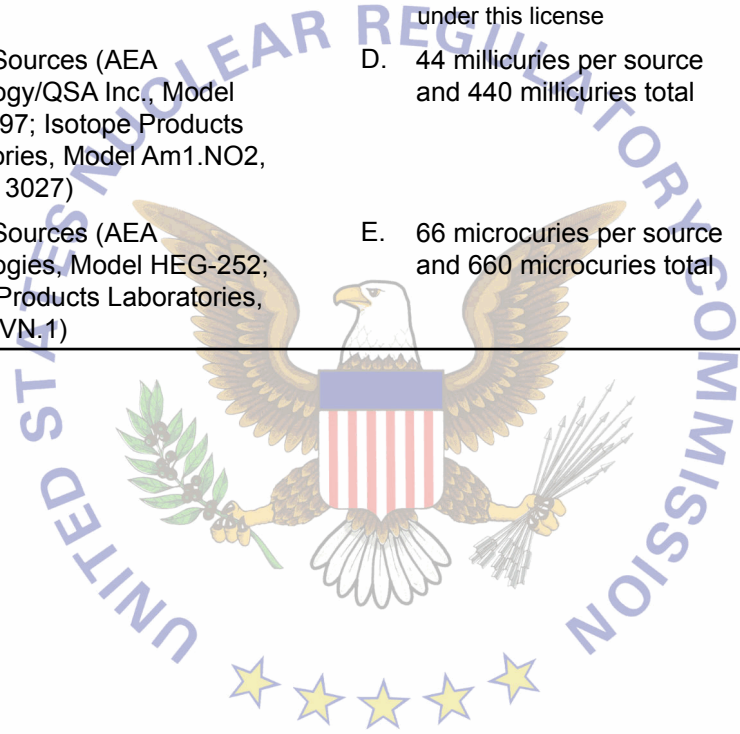 under this license
Sources (AEA
ogy/QSA Inc., Model
97; Isotope Products
ories, Model Am1.NO2,
3027)
D. 44 millicuries per source
and 440 millicuries total
Sources (AEA
ogies, Model HEG-252;
Products Laboratories,
VN.1)
E. 66 microcuries per source
and 660 microcuries total
UNITED STATES NUCLEAR REGULATORY COMMISSION